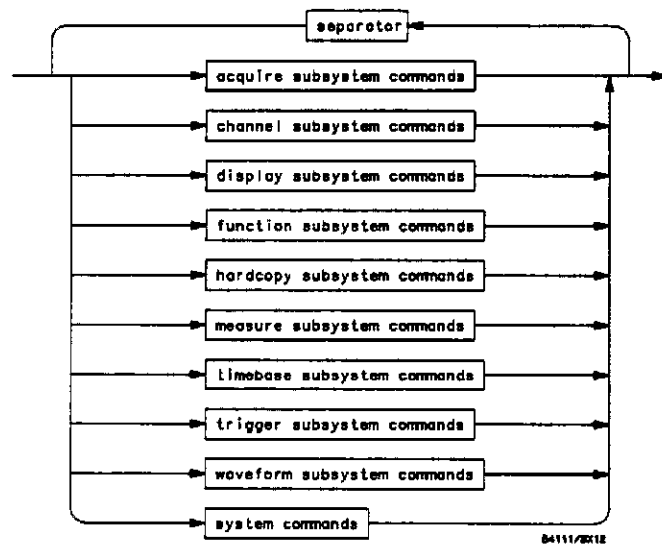 separator
acquire subsystem commands
channel subsystem commands
display subsystem commands
function subsystem commands
hardcopy subsystem commands
measure subsystem commands
timebase subsystem commands
trigger subsystem commands
waveform subsystem commands
system commands
54111/BX12